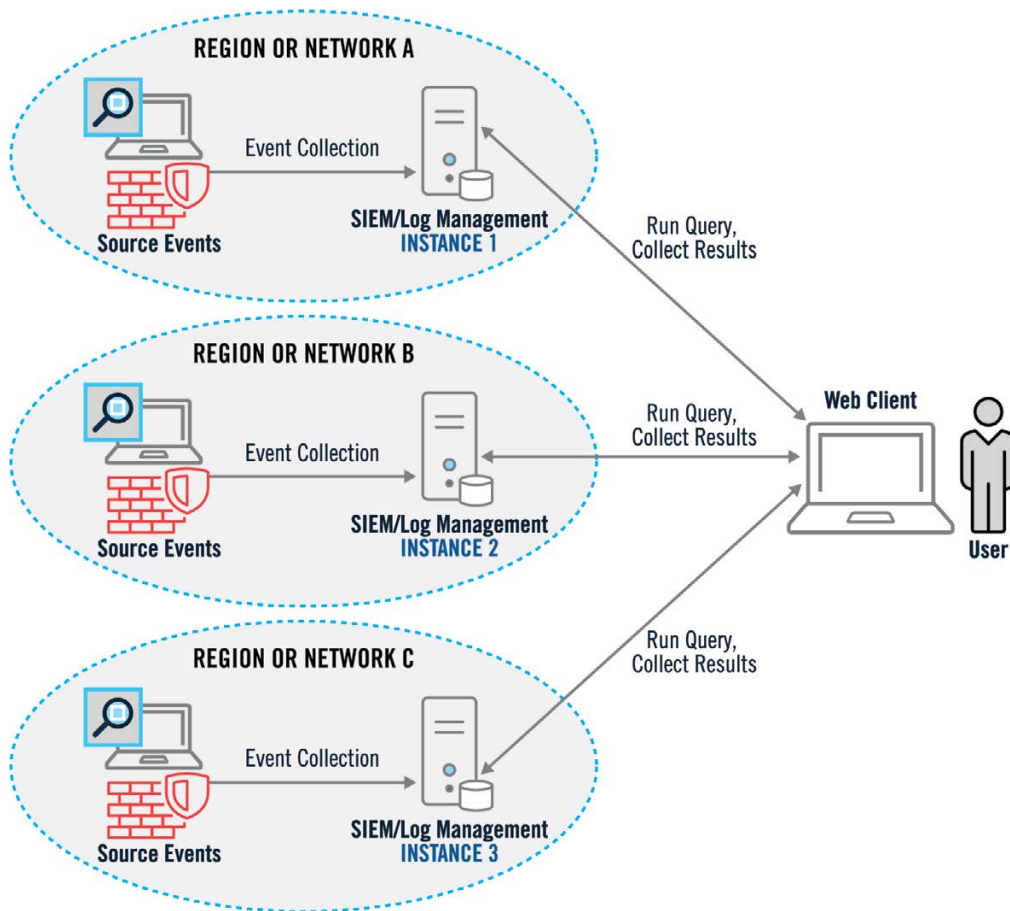 REGION OR NETWORK A
Event Collection
Source Events
SIEM/Log Management
INSTANCE 1
Run Query,
Collect Results
REGION OR NETWORK B
Event Collection
Source Events
SIEM/Log Management
INSTANCE 2
Run Query,
Collect Results
Web Client
User
REGION OR NETWORK C
Event Collection
Source Events
SIEM/Log Management
INSTANCE 3
Run Query,
Collect Results